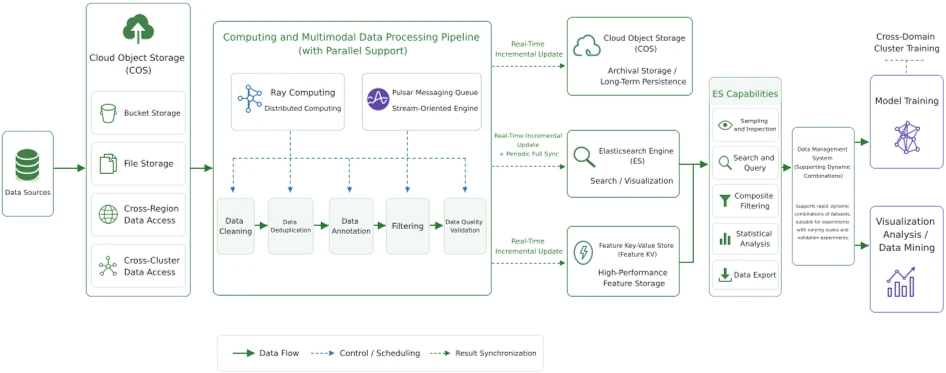 Data Sources
Cloud Object Storage
(COS)
Bucket Storage
File Storage
Cross-Region
Data Access
Cross-Cluster
Data Access
Computing and Multimodal Data Processing Pipeline
(with Parallel Support)
Ray Computing
Distributed Computing
Pulsar Messaging Queue
Stream-Oriented Engine
Data
Cleaning
Data
Deduplication
Data
Annotation
Filtering
Data Quality
Validation
Real-Time
Incremental Update
Real-Time Incremental
Update
+ Periodic Full Sync
Real-Time
Incremental Update
Cloud Object Storage
(COS)
Archival Storage /
Long-Term Persistence
Elasticsearch Engine
(ES)
Search / Visualization
Feature Key-Value Store
(Feature KV)
High-Performance
Feature Storage
ES Capabilities
Sampling
and Inspection
Search and
Query
Composite
Filtering
Statistical
Analysis
Data Export
Data Management
System
(Supporting Dynamic
Combinations)
Supports rapid, dynamic
combinations of datasets,
suitable for experiments
with varying scales and
validation experiments.
Cross-Domain
Cluster Training
Model Training
Visualization
Analysis /
Data Mining
Data Flow
Control / Scheduling
Result Synchronization